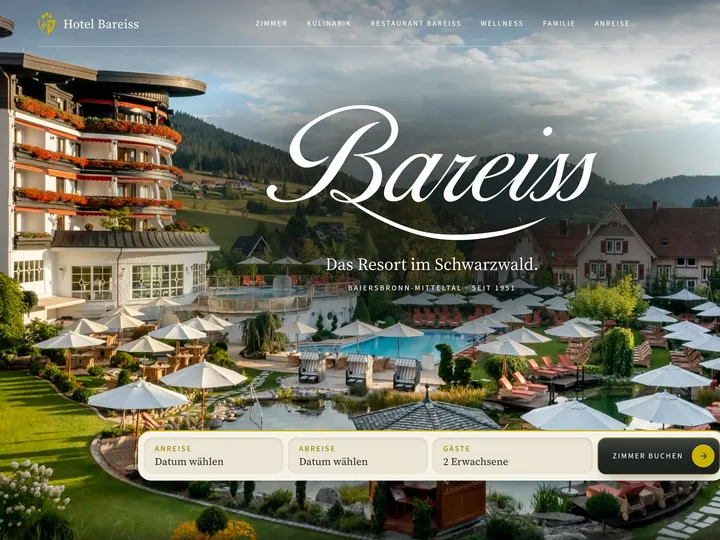 Hotel Bareiss
ZIMMER KULINARIK RESTAURANT BAREISS WELLNESS FAMILIE ANREISE
Bareiss
Das Resort im Schwarzwald.
BAIERSBRONN-MITTELTAL · SEIT 1951
ANREISE ABREISE GÄSTE
Datum wählen Datum wählen 2 Erwachsene
ZIMMER BUCHEN